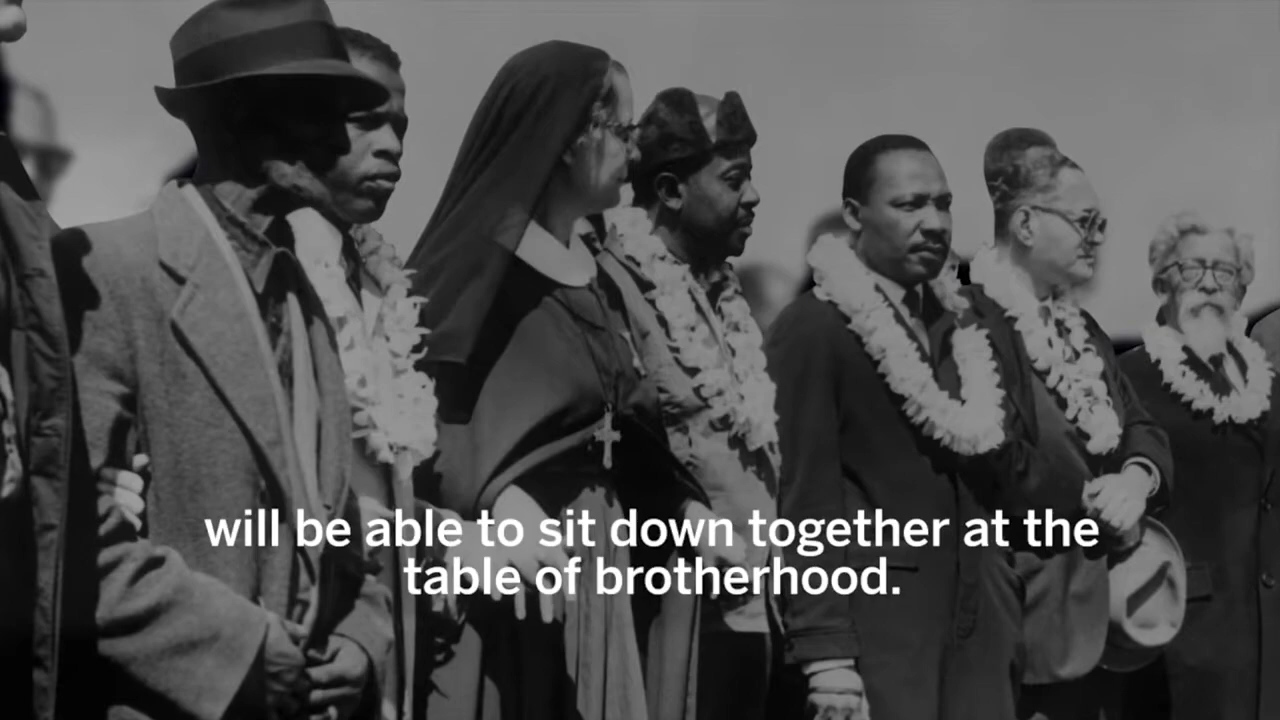 will be able to sit down together at the
table of brotherhood.